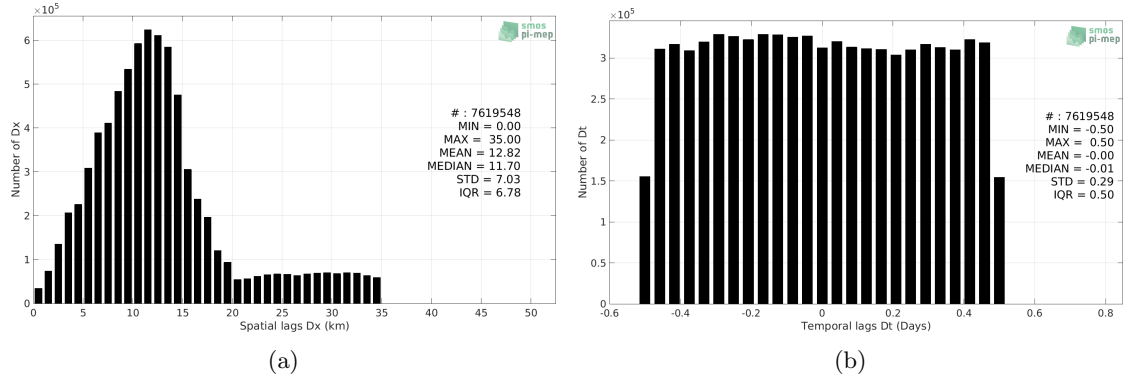 ×10⁵
6
5
4
3
2
1
0
Number of Dx
0 5 10 15 20 25 30 35 40 45 50
Spatial lags Dx (km)
smos
pi-mep
# : 7619548
MIN = 0.00
MAX = 35.00
MEAN = 12.82
MEDIAN = 11.70
STD = 7.03
IQR = 6.78
(a)
×10⁵
3
2.5
2
1.5
1
0.5
0
Number of Dt
-0.6 -0.4 -0.2 0 0.2 0.4 0.6 0.8
Temporal lags Dt (Days)
smos
pi-mep
# : 7619548
MIN = -0.50
MAX = 0.50
MEAN = -0.00
MEDIAN = -0.01
STD = 0.29
IQR = 0.50
(b)